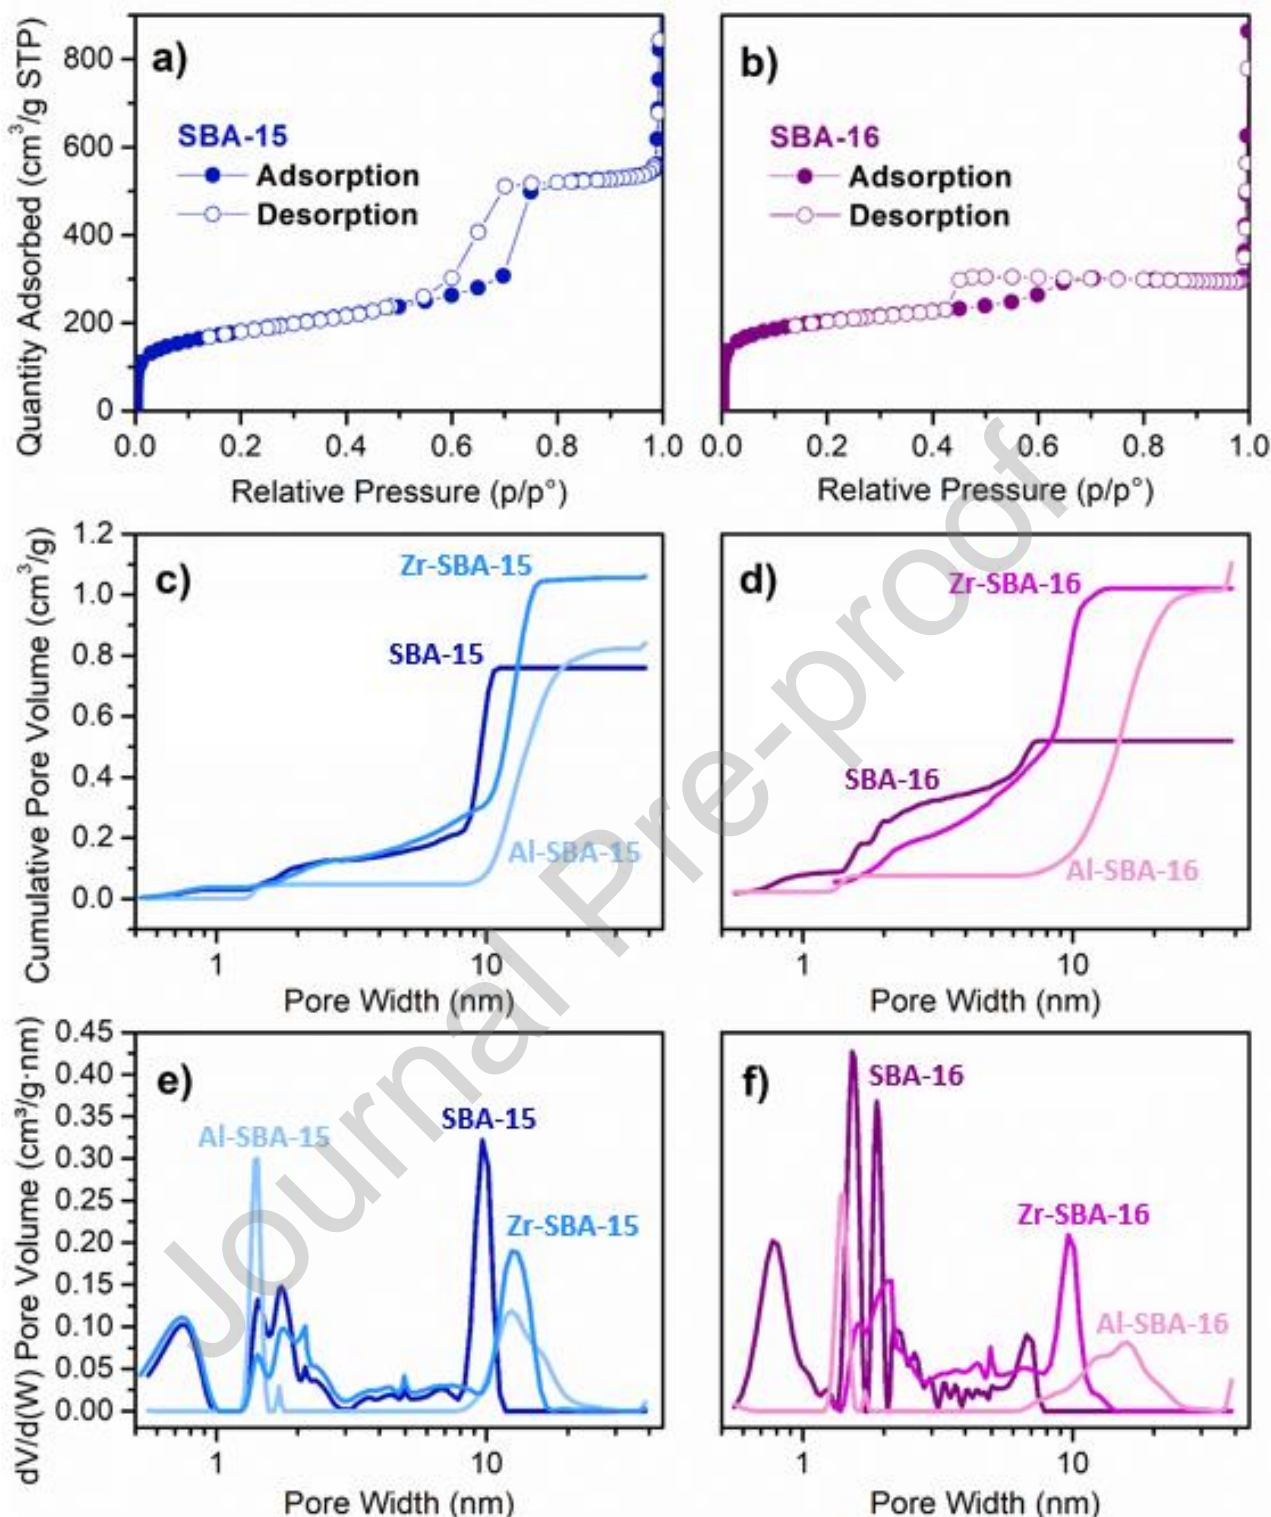 a)
SBA-15
Adsorption
Desorption
800
600
400
200
0
0.0 0.2 0.4 0.6 0.8 1.0
Quantity Adsorbed (cm³/g STP)
Relative Pressure (p/p°)
b)
SBA-16
Adsorption
Desorption
0.0 0.2 0.4 0.6 0.8 1.0
Relative Pressure (p/p°)
c)
Zr-SBA-15
SBA-15
Al-SBA-15
1.2
1.0
0.8
0.6
0.4
0.2
0.0
1 10
Cumulative Pore Volume (cm³/g)
Pore Width (nm)
d)
Zr-SBA-16
SBA-16
Al-SBA-16
1 10
Pore Width (nm)
e)
SBA-15
Al-SBA-15
Zr-SBA-15
0.45
0.40
0.35
0.30
0.25
0.20
0.15
0.10
0.05
0.00
1 10
dV/d(W) Pore Volume (cm³/g·nm)
Pore Width (nm)
f)
SBA-16
Zr-SBA-16
Al-SBA-16
1 10
Pore Width (nm)
Journal Pre-proof